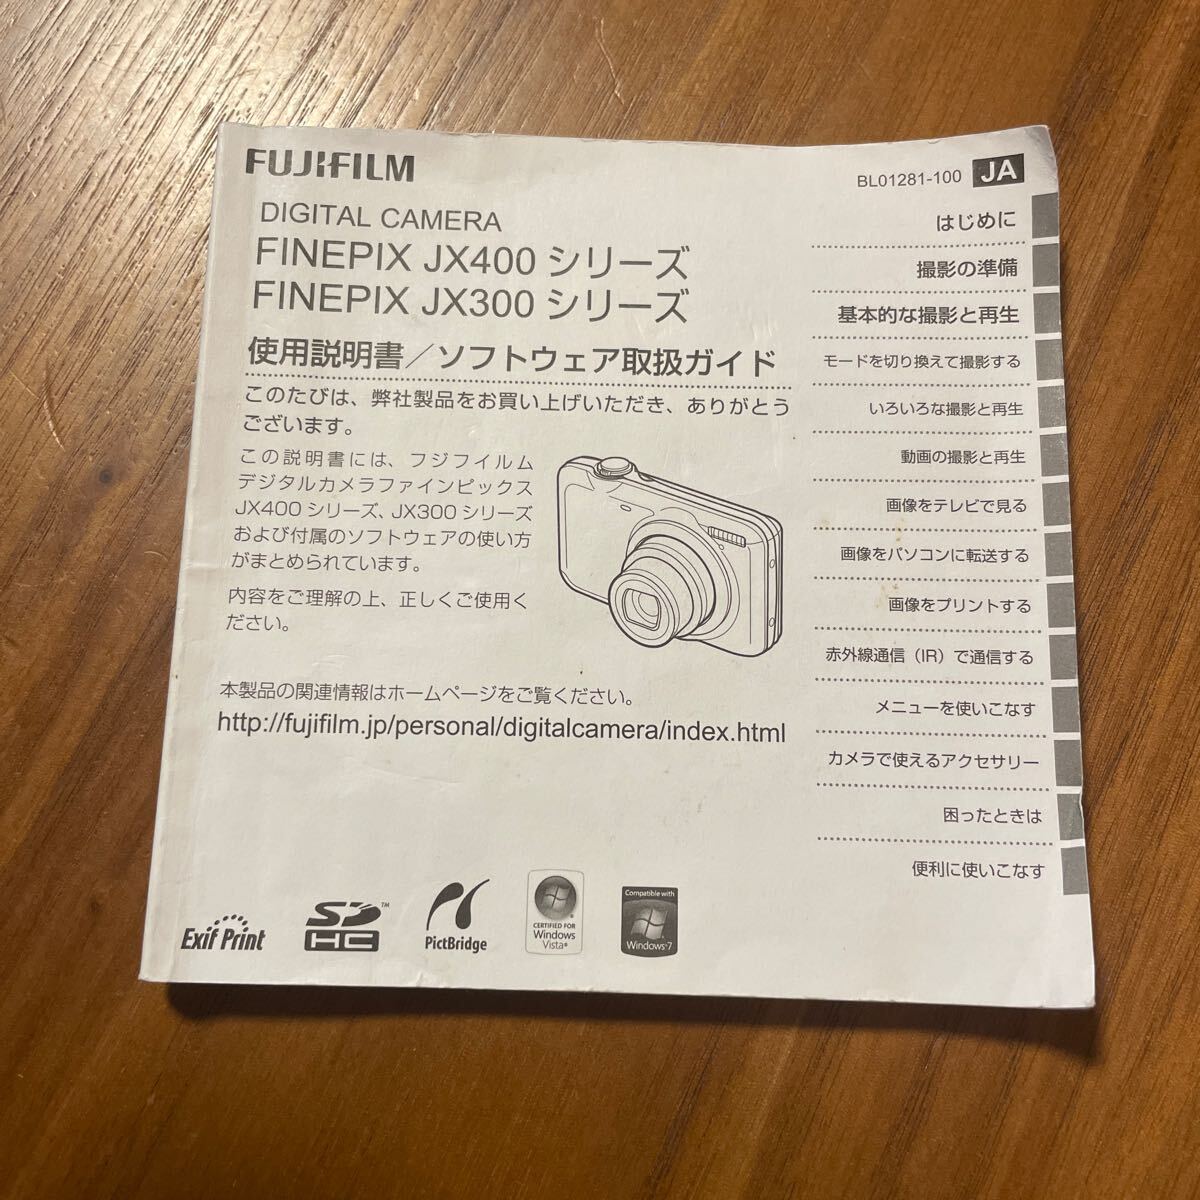 FUJIFILM
BL01281-100 JA
DIGITAL CAMERA
FINEPIX JX400 シリーズ
FINEPIX JX300 シリーズ
使用説明書／ソフトウェア取扱ガイド
このたびは、弊社製品をお買い上げいただき、ありがとう
ございます。
この説明書には、フジフイルム
デジタルカメラファインピックス
JX400 シリーズ、JX300 シリーズ
および付属のソフトウェアの使い方
がまとめられています。
内容をご理解の上、正しくご使用く
ださい。
本製品の関連情報はホームページをご覧ください。
http://fujifilm.jp/personal/digitalcamera/index.html
はじめに
撮影の準備
基本的な撮影と再生
モードを切り換えて撮影する
いろいろな撮影と再生
動画の撮影と再生
画像をテレビで見る
画像をパソコンに転送する
画像をプリントする
赤外線通信（IR）で通信する
メニューを使いこなす
カメラで使えるアクセサリー
困ったときは
便利に使いこなす
Exif Print
SD™
HC
PictBridge
CERTIFIED FOR
Windows
Vista®
Compatible with
Windows®7